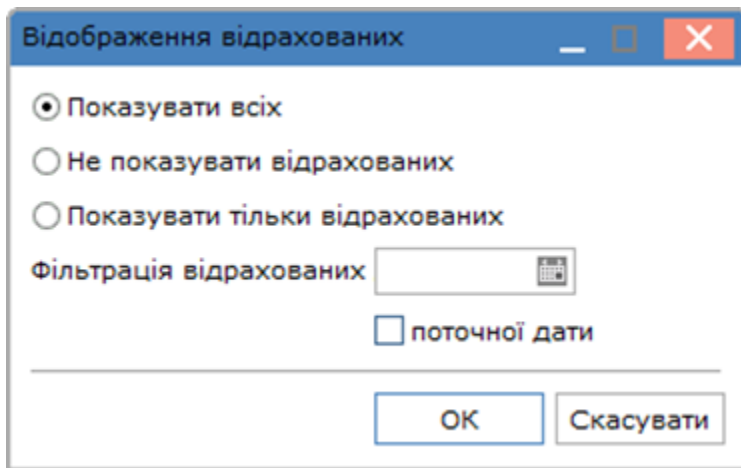 Відображення відрахованих
Показувати всіх
Не показувати відрахованих
Показувати тільки відрахованих
Фільтрація відрахованих
поточної дати
ОК Скасувати